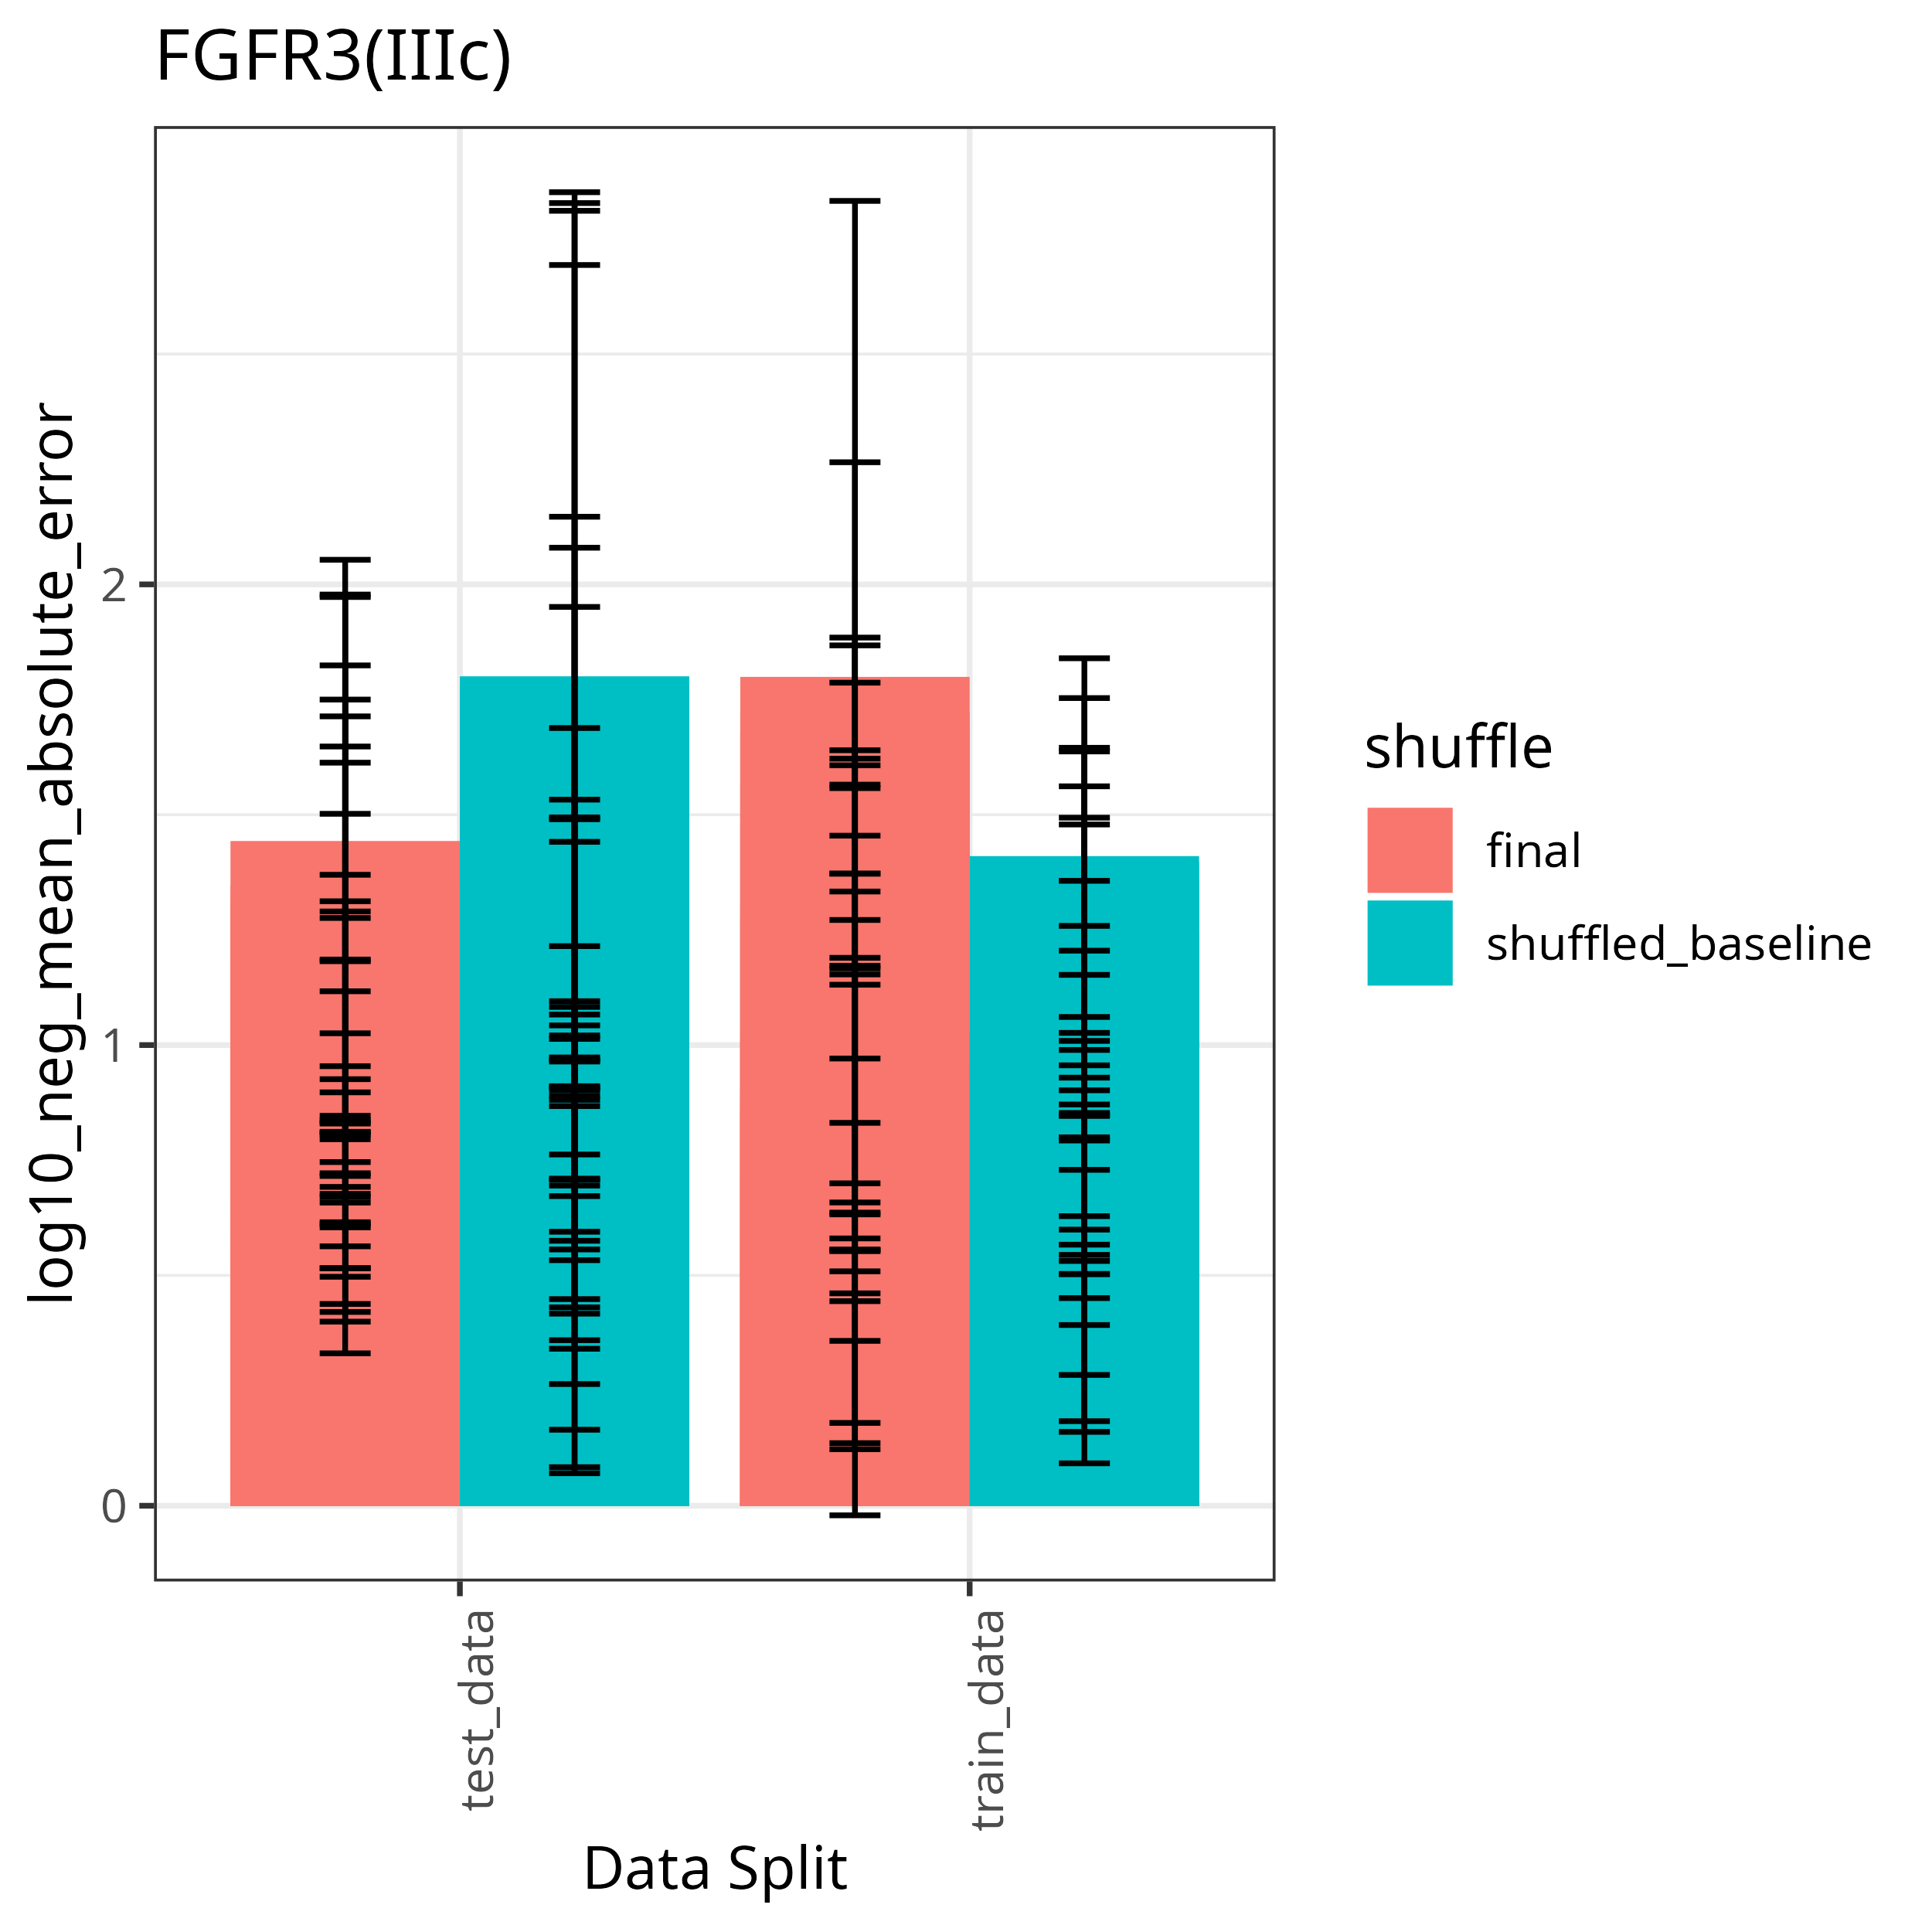 FGFR3(IIIc)
log10_neg_mean_absolute_error
2
1
0
test_data
train_data
Data Split
shuffle
final
shuffled_baseline